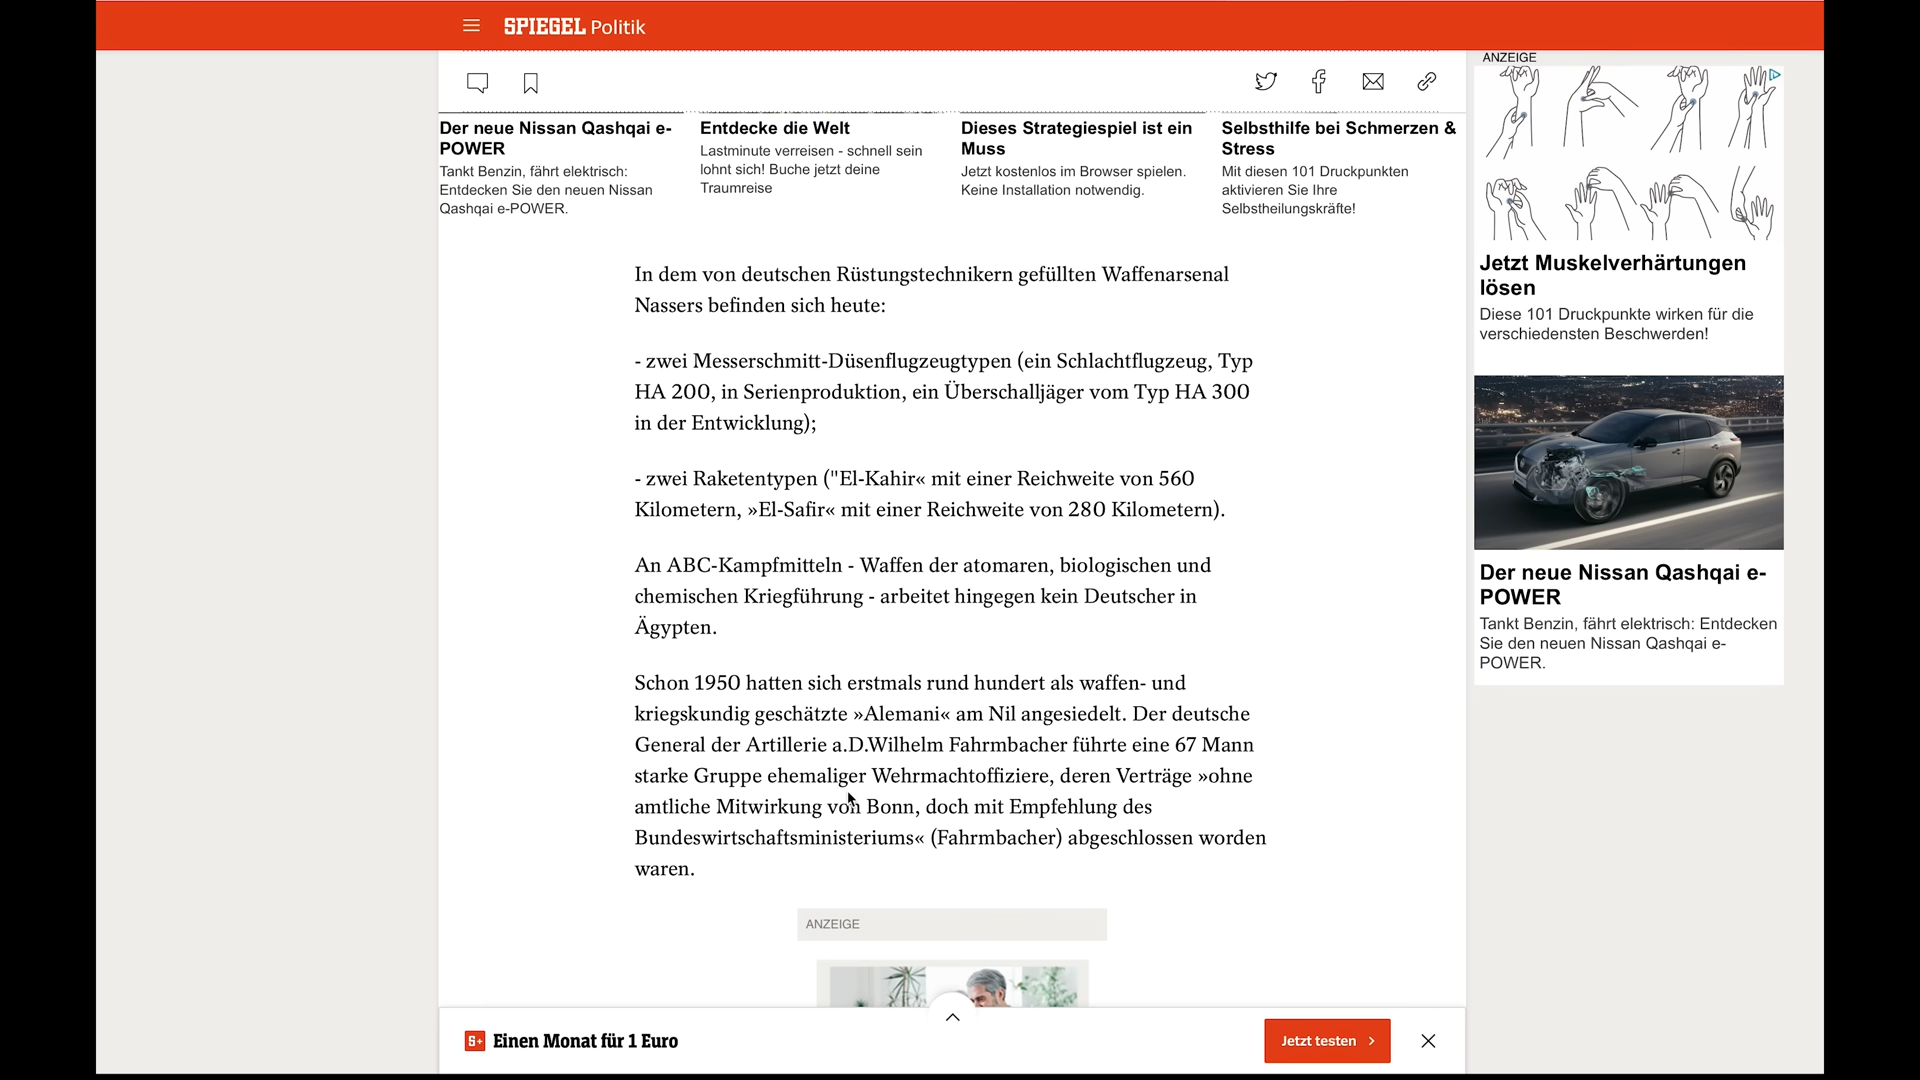 SPIEGEL Politik
ANZEIGE
Der neue Nissan Qashqai e-
POWER
Tankt Benzin, fährt elektrisch:
Entdecken Sie den neuen Nissan
Qashqai e-POWER.
Entdecke die Welt
Lastminute verreisen - schnell sein
lohnt sich! Buche jetzt deine
Traumreise
Dieses Strategiespiel ist ein
Muss
Jetzt kostenlos im Browser spielen.
Keine Installation notwendig.
Selbsthilfe bei Schmerzen &
Stress
Mit diesen 101 Druckpunkten
aktivieren Sie Ihre
Selbstheilungskräfte!
In dem von deutschen Rüstungstechnikern gefüllten Waffenarsenal
Nassers befinden sich heute:
- zwei Messerschmitt-Düsenflugzeugtypen (ein Schlachtflugzeug, Typ
HA 200, in Serienproduktion, ein Überschalljäger vom Typ HA 300
in der Entwicklung);
- zwei Raketentypen ("El-Kahir« mit einer Reichweite von 560
Kilometern, »El-Safir« mit einer Reichweite von 280 Kilometern).
An ABC-Kampfmitteln - Waffen der atomaren, biologischen und
chemischen Kriegführung - arbeitet hingegen kein Deutscher in
Ägypten.
Schon 1950 hatten sich erstmals rund hundert als waffen- und
kriegskundig geschätzte »Alemani« am Nil angesiedelt. Der deutsche
General der Artillerie a.D.Wilhelm Fahrmbacher führte eine 67 Mann
starke Gruppe ehemaliger Wehrmachtoffiziere, deren Verträge »ohne
amtliche Mitwirkung von Bonn, doch mit Empfehlung des
Bundeswirtschaftsministeriums« (Fahrmbacher) abgeschlossen worden
waren.
ANZEIGE
Jetzt Muskelverhärtungen
lösen
Diese 101 Druckpunkte wirken für die
verschiedensten Beschwerden!
Der neue Nissan Qashqai e-
POWER
Tankt Benzin, fährt elektrisch: Entdecken
Sie den neuen Nissan Qashqai e-
POWER.
S+ Einen Monat für 1 Euro
Jetzt testen